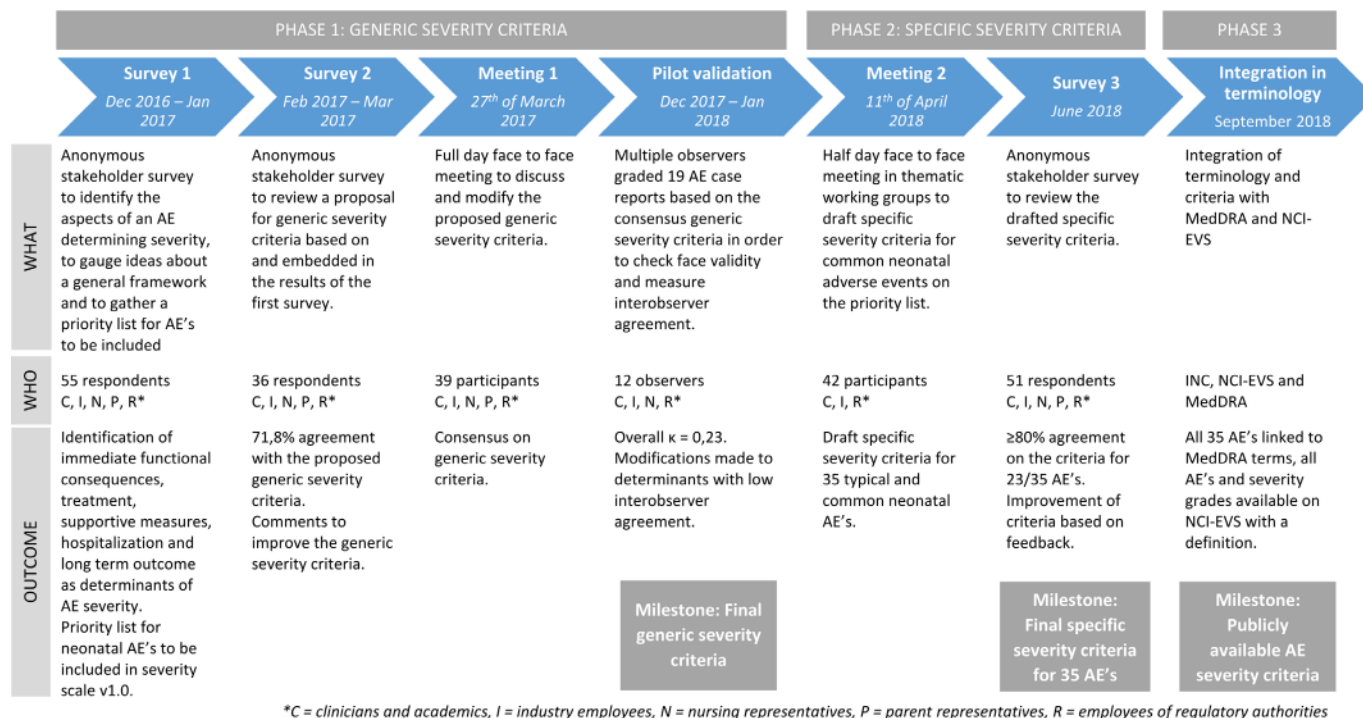 PHASE 1: GENERIC SEVERITY CRITERIA
PHASE 2: SPECIFIC SEVERITY CRITERIA
PHASE 3
Survey 1
Dec 2016 – Jan
2017
Survey 2
Feb 2017 – Mar
2017
Meeting 1
27th of March
2017
Pilot validation
Dec 2017 - Jan
2018
Meeting 2
11th of April
2018
Survey 3
June 2018
Integration in
terminology
September 2018
WHAT
Anonymous
stakeholder survey
to identify the
aspects of an AE
determining severity,
to gauge ideas about
a general framework
and to gather a
priority list for AE's
to be included
Anonymous
stakeholder survey
to review a proposal
for generic severity
criteria based on
and embedded in
the results of the
first survey.
Full day face to face
meeting to discuss
and modify the
proposed generic
severity criteria.
Multiple observers
graded 19 AE case
reports based on the
consensus generic
severity criteria in order
to check face validity
and measure
interobserver
agreement.
Half day face to face
meeting in thematic
working groups to
draft specific
severity criteria for
common neonatal
adverse events on
the priority list.
Anonymous
stakeholder survey
to review the
drafted specific
severity criteria.
Integration of
terminology and
criteria with
MedDRA and NCI-
EVS
WHO
55 respondents
C, I, N, P, R*
36 respondents
C, I, N, P, R*
39 participants
C, I, N, P, R*
12 observers
C, I, N, R*
42 participants
C, I, R*
51 respondents
C, I, N, P, R*
INC, NCI-EVS and
MedDRA
OUTCOME
Identification of
immediate functional
consequences,
treatment,
supportive measures,
hospitalization and
long term outcome
as determinants of
AE severity.
Priority list for
neonatal AE's to be
included in severity
scale v1.0.
71,8% agreement
with the proposed
generic severity
criteria.
Comments to
improve the generic
severity criteria.
Consensus on
generic severity
criteria.
Overall κ = 0,23.
Modifications made to
determinants with low
interobserver
agreement.
Milestone: Final
generic severity
criteria
Draft specific
severity criteria for
35 typical and
common neonatal
AE's.
≥80% agreement
on the criteria for
23/35 AE's.
Improvement of
criteria based on
feedback.
Milestone:
Final specific
severity criteria
for 35 AE's
All 35 AE's linked to
MedDRA terms, all
AE's and severity
grades available on
NCI-EVS with a
definition.
Milestone:
Publicly
available AE
severity criteria
*C = clinicians and academics, I = industry employees, N = nursing representatives, P = parent representatives, R = employees of regulatory authorities